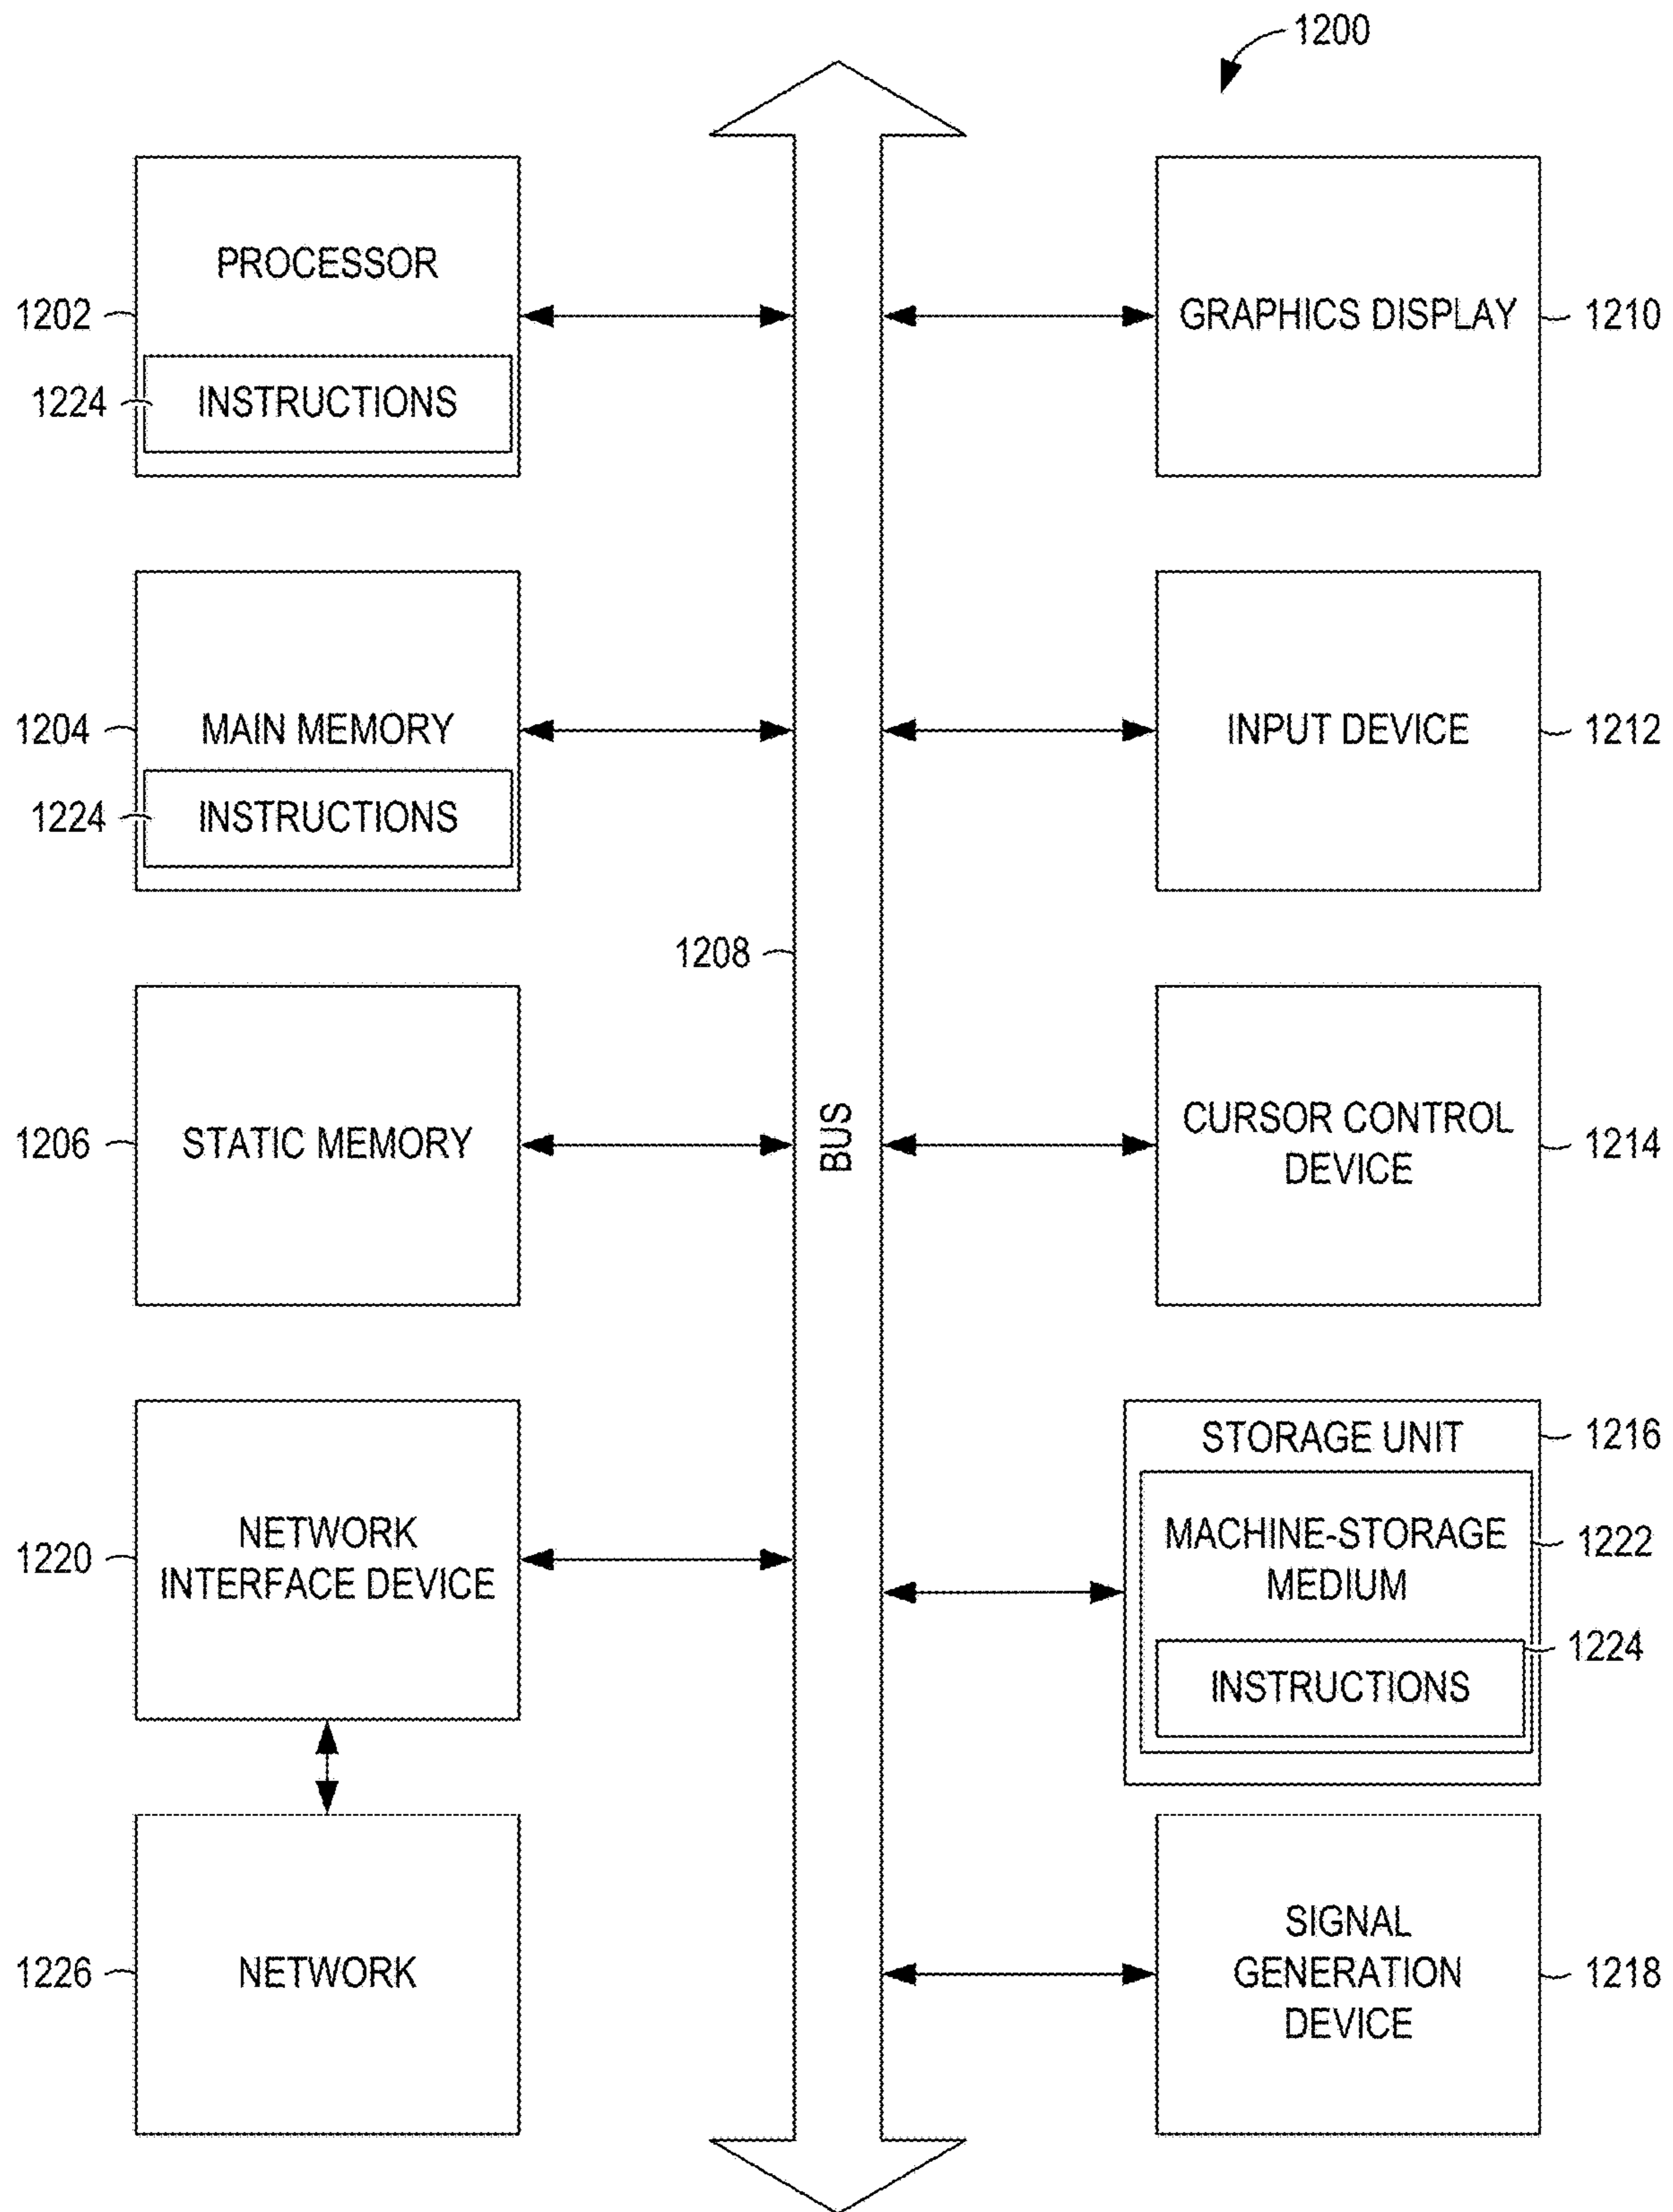 1200
PROCESSOR
1202
1224
INSTRUCTIONS
GRAPHICS DISPLAY
1210
1204
MAIN MEMORY
1224
INSTRUCTIONS
INPUT DEVICE
1212
1208
BUS
1206
STATIC MEMORY
CURSOR CONTROL
DEVICE
1214
1220
NETWORK
INTERFACE DEVICE
STORAGE UNIT
1216
MACHINE-STORAGE
MEDIUM
1222
1224
INSTRUCTIONS
1226
NETWORK
SIGNAL
GENERATION
DEVICE
1218